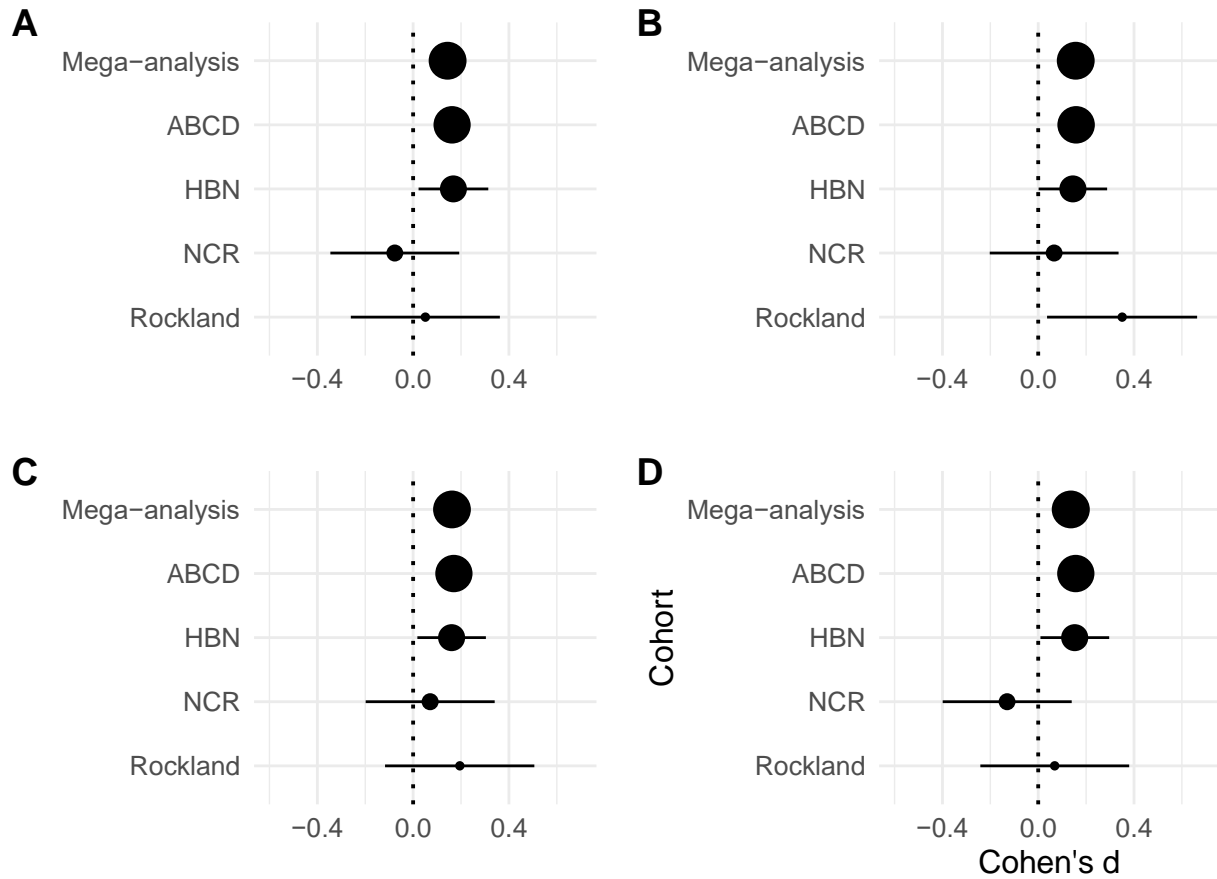 A
Mega−analysis
ABCD
HBN
NCR
Rockland
−0.4 0.0 0.4
B
Mega−analysis
ABCD
HBN
NCR
Rockland
−0.4 0.0 0.4
C
Mega−analysis
ABCD
HBN
NCR
Rockland
−0.4 0.0 0.4
D
Cohort
Mega−analysis
ABCD
HBN
NCR
Rockland
−0.4 0.0 0.4
Cohen's d